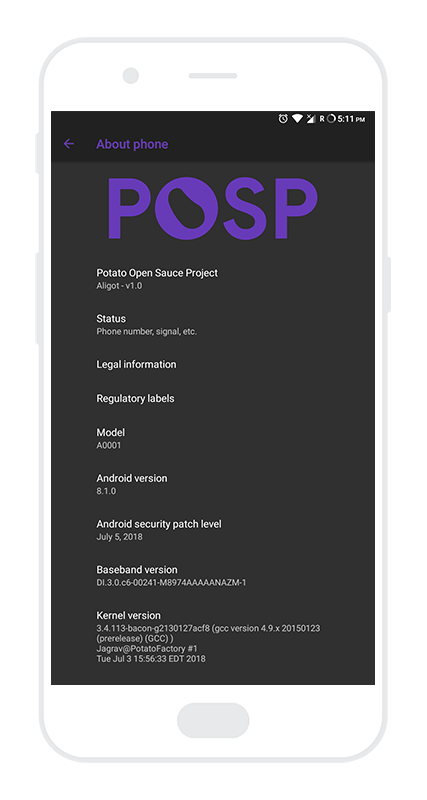 R 5:11 PM
About phone
POSP
Potato Open Sauce Project
Aligot - v1.0
Status
Phone number, signal, etc.
Legal information
Regulatory labels
Model
A0001
Android version
8.1.0
Android security patch level
July 5, 2018
Baseband version
DI.3.0.c6-00241-M8974AAAAANAZM-1
Kernel version
3.4.113-bacon-g2130127acf8 (gcc version 4.9.x 20150123
(prerelease) (GCC) )
Jagrav@PotatoFactory #1
Tue Jul 3 15:56:33 EDT 2018